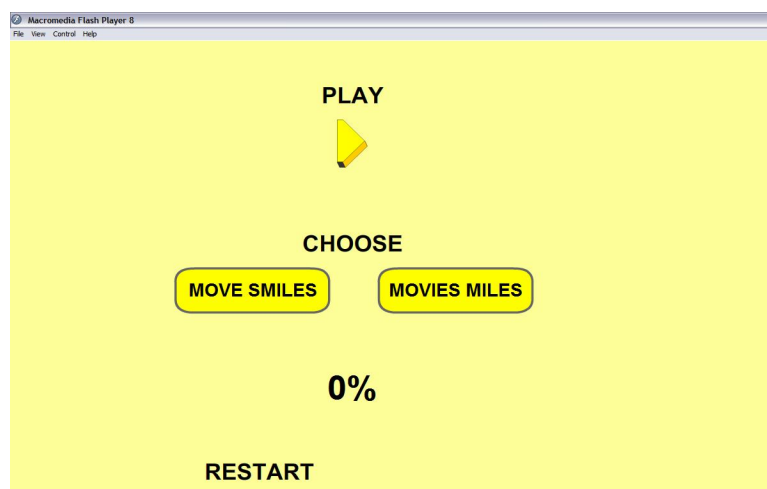 Macromedia Flash Player 8
File View Control Help
PLAY
CHOOSE
MOVE SMILES MOVIES MILES
0%
RESTART